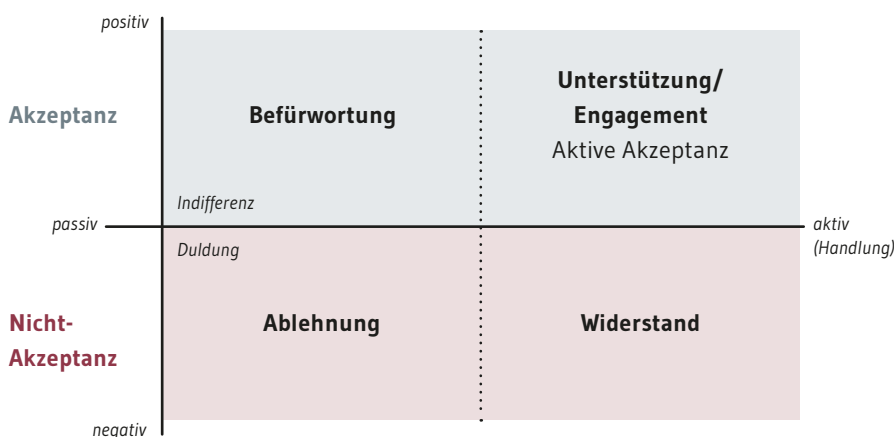 positiv
Akzeptanz
Befürwortung
Unterstützung/
Engagement
Aktive Akzeptanz
Indifferenz
passiv
aktiv
(Handlung)
Duldung
Nicht-
Akzeptanz
Ablehnung
Widerstand
negativ